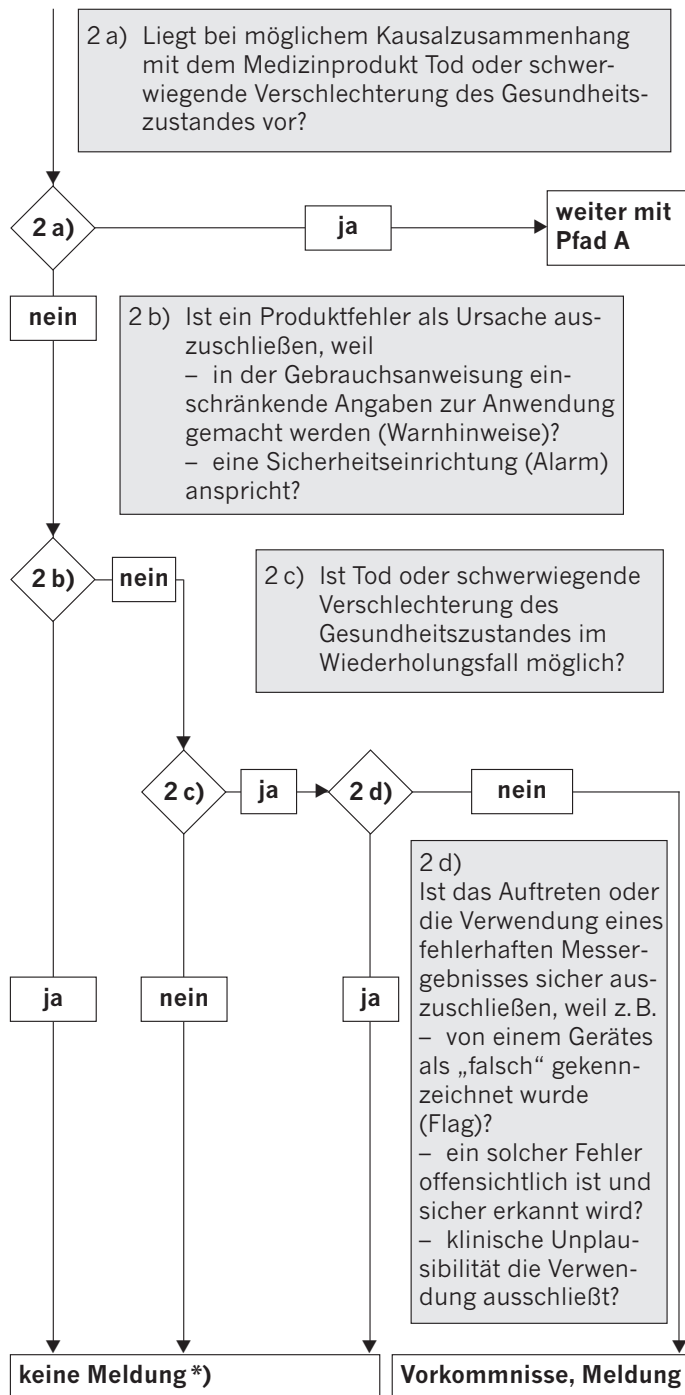 2 a) Liegt bei möglichem Kausalzusammenhang
mit dem Medizinprodukt Tod oder schwer-
wiegende Verschlechterung des Gesundheits-
zustandes vor?
2 a)
ja
weiter mit
Pfad A
nein
2 b) Ist ein Produktfehler als Ursache aus-
zuschließen, weil
– in der Gebrauchsanweisung ein-
schränkende Angaben zur Anwendung
gemacht werden (Warnhinweise)?
– eine Sicherheitseinrichtung (Alarm)
anspricht?
2 b)
nein
2 c) Ist Tod oder schwerwiegende
Verschlechterung des
Gesundheitszustandes im
Wiederholungsfall möglich?
2 c)
ja
2 d)
nein
2 d)
Ist das Auftreten oder
die Verwendung eines
fehlerhaften Messer-
gebnisses sicher aus-
zuschließen, weil z. B.
– von einem Gerätes
als „falsch“ gekenn-
zeichnet wurde
(Flag)?
– ein solcher Fehler
offensichtlich ist und
sicher erkannt wird?
– klinische Unplau-
sibilität die Verwen-
dung ausschließt?
ja
nein
ja
keine Meldung *)
Vorkommnisse, Meldung